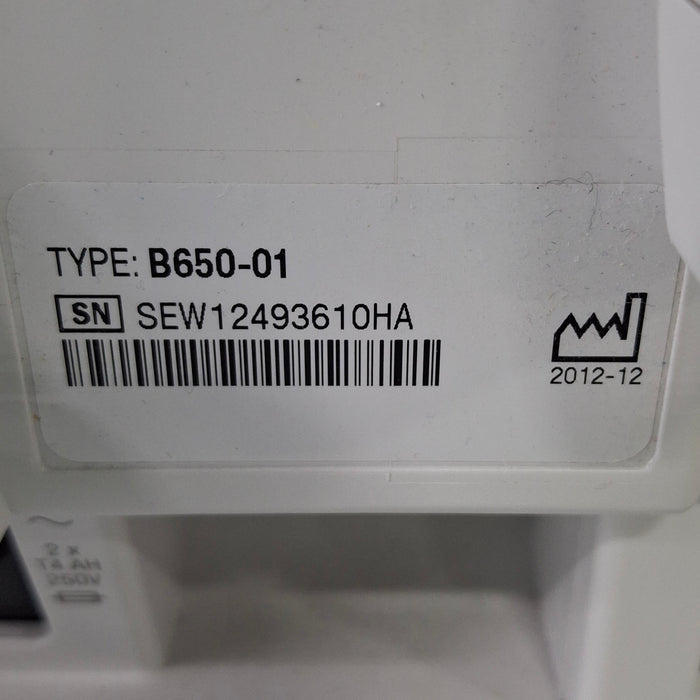 TYPE: B650-01
SN SEW12493610HA
2012-12
2 x
T4 AH
250V